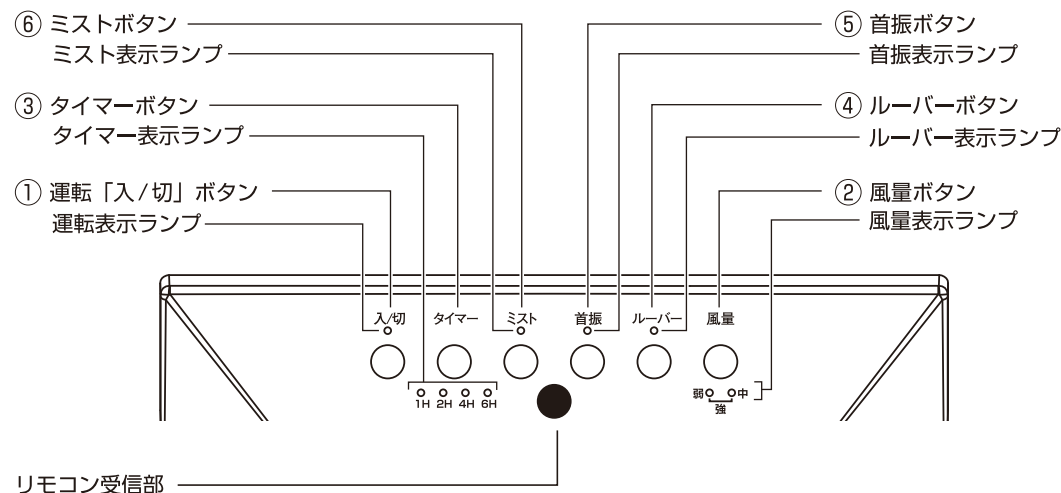 ⑥ ミストボタン
ミスト表示ランプ
⑤ 首振ボタン
首振表示ランプ
③ タイマーボタン
タイマー表示ランプ
④ ルーバーボタン
ルーバー表示ランプ
① 運転「入/切」ボタン
運転表示ランプ
② 風量ボタン
風量表示ランプ
入/切 タイマー ミスト 首振 ルーバー 風量
1H 2H 4H 6H
弱 中
強
リモコン受信部